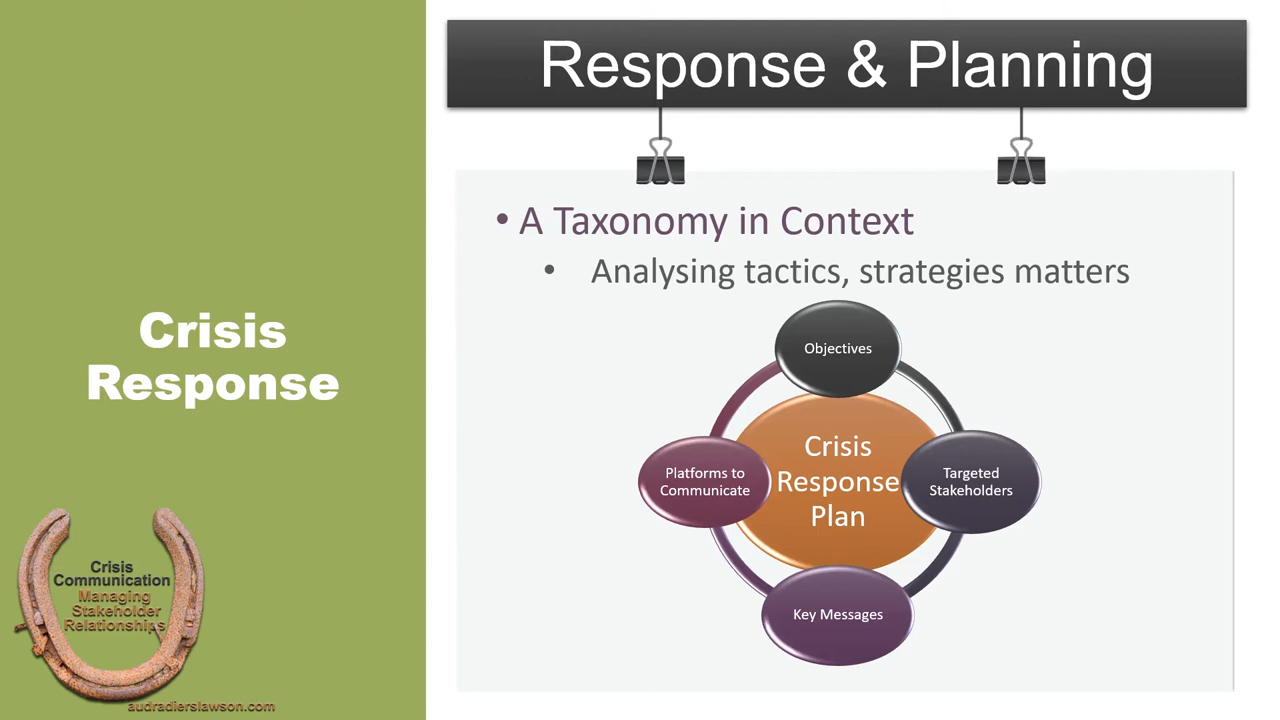 Response & Planning
• A Taxonomy in Context
• Analysing tactics, strategies matters
Objectives
Crisis
Response
Plan
Platforms to
Communicate
Targeted
Stakeholders
Key Messages
Crisis
Response
Crisis
Communication
Managing
Stakeholder
Relationships
audradierslawson.com